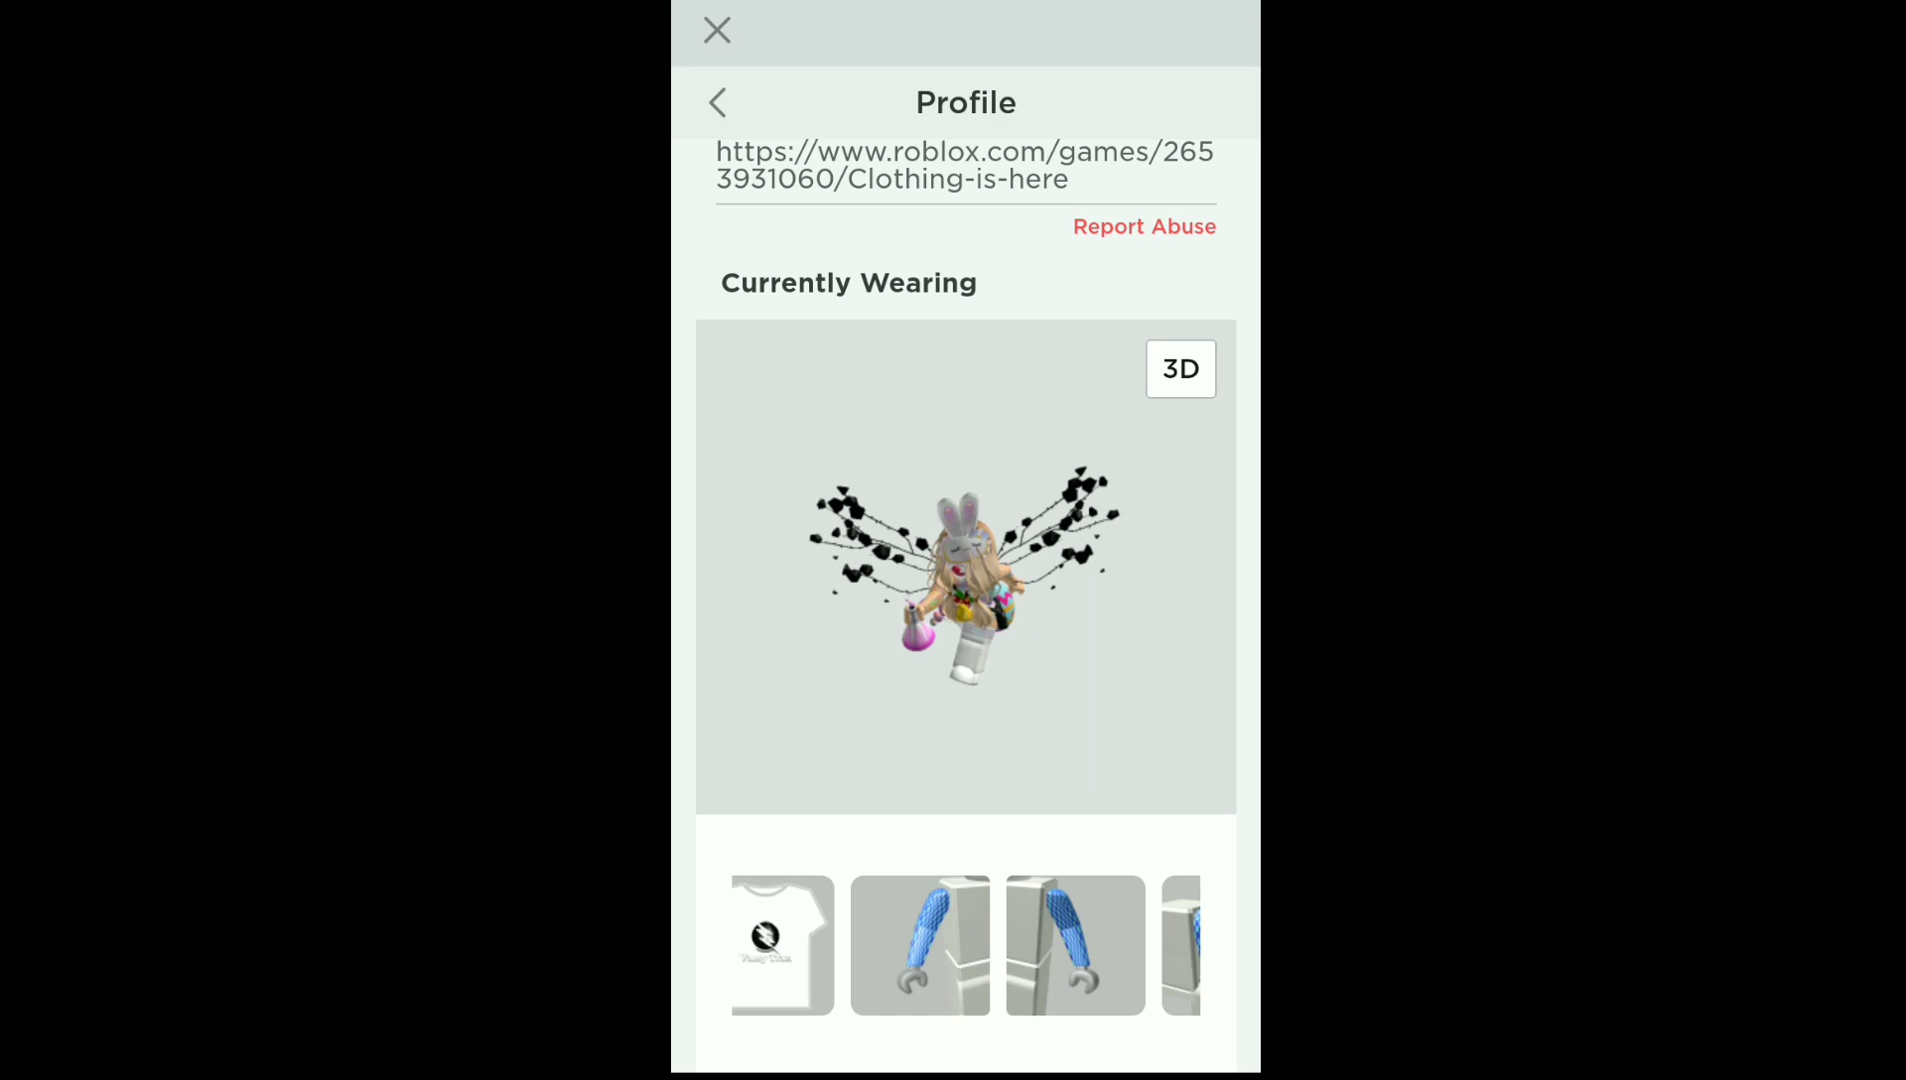 Profile
https://www.roblox.com/games/265
3931060/Clothing-is-here
Report Abuse
Currently Wearing
3D